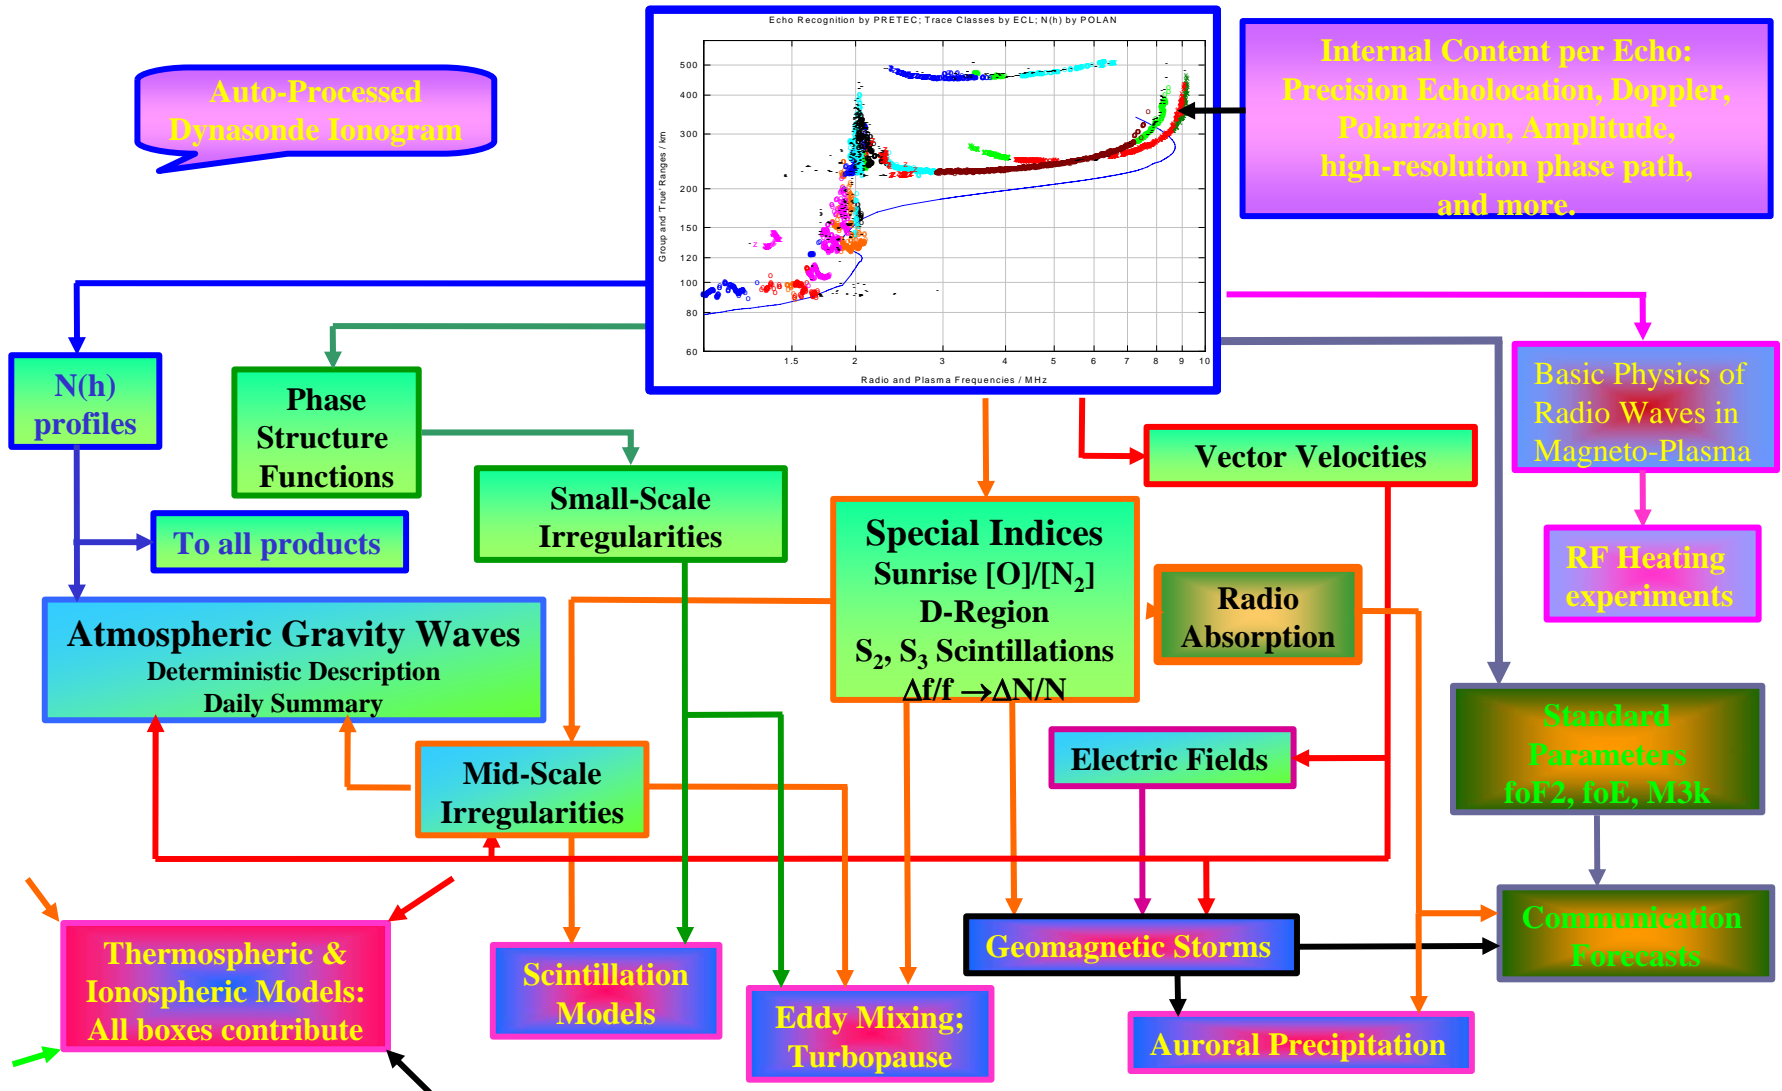 Echo Recognition by PRETEC; Trace Classes by ECL; N(h) by POLAN
Group and 'True' Ranges / km
500
400
300
200
150
120
100
80
60
1.5
2
3
4
5
6
7
8
9
10
Radio and Plasma Frequencies / MHz
Auto-Processed
Dynasonde Ionogram
Internal Content per Echo:
Precision Echolocation, Doppler,
Polarization, Amplitude,
high-resolution phase path,
and more.
N(h)
profiles
Phase
Structure
Functions
Vector Velocities
Basic Physics of
Radio Waves in
Magneto-Plasma
Small-Scale
Irregularities
To all products
Special Indices
Sunrise [O]/[N₂]
D-Region
S₂, S₃ Scintillations
Δf/f →ΔN/N
Radio
Absorption
RF Heating
experiments
Atmospheric Gravity Waves
Deterministic Description
Daily Summary
Standard
Parameters
foF2, foE, M3k
Mid-Scale
Irregularities
Electric Fields
Thermospheric &
Ionospheric Models:
All boxes contribute
Scintillation
Models
Eddy Mixing;
Turbopause
Geomagnetic Storms
Communication
Forecasts
Auroral Precipitation